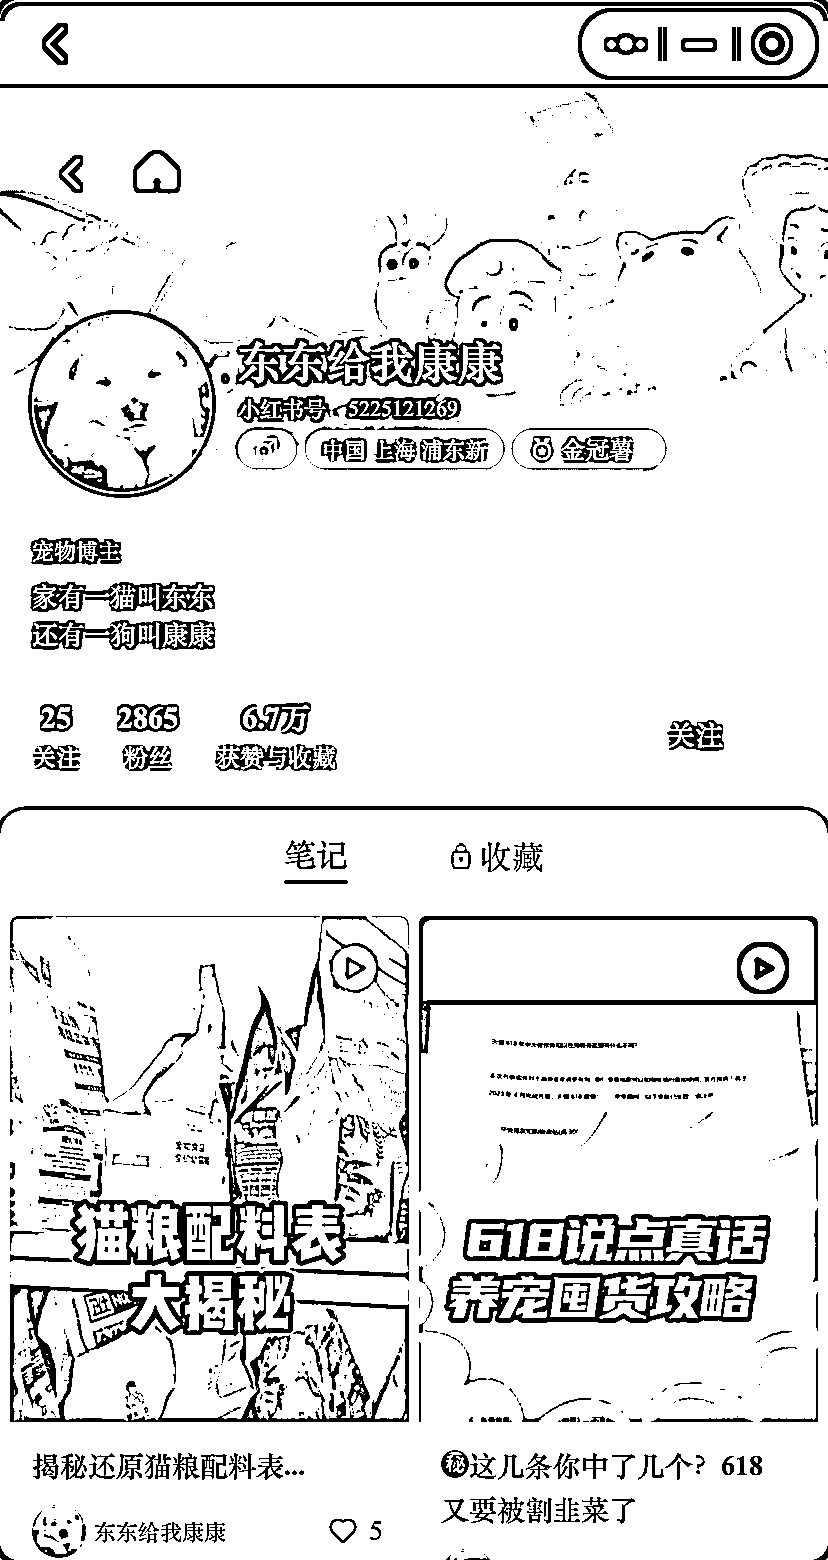 东东给我康康
小红书号：5225121269
中国 上海 浦东新
金冠薯
宠物博主
家有一猫叫东东
还有一狗叫康康
25 2865 6.7万
关注 粉丝 获赞与收藏
关注
笔记 收藏
猫粮配料表
大揭秘
618说点真话
养宠囤货攻略
揭秘还原猫粮配料表...
东东给我康康 5
㊙这几条你中了几个？618
又要被割韭菜了